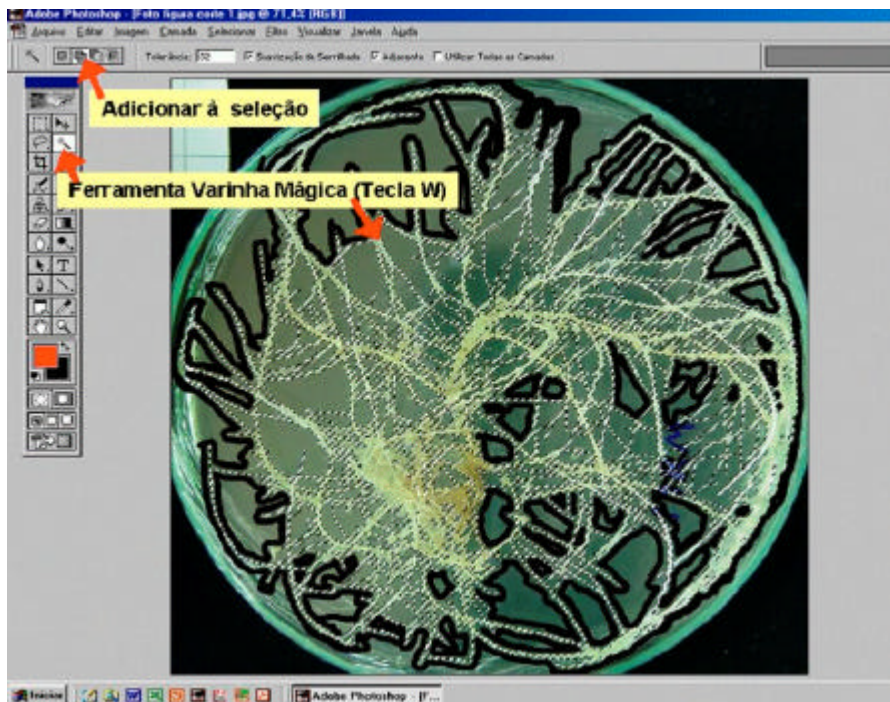 Adobe Photoshop - [Foto figura corte 1.jpg @ 71,4% (RGB)]
Arquivo Editar Imagem Camada Selecionar Filtro Visualizar Janela Ajuda
Tolerância: 32 Suavização de Serrilhado Adjacente Utilizar Todas as Camadas
Adicionar à seleção
Ferramenta Varinha Mágica (Tecla W)
T
Iniciar
W
Adobe Photoshop - [F...